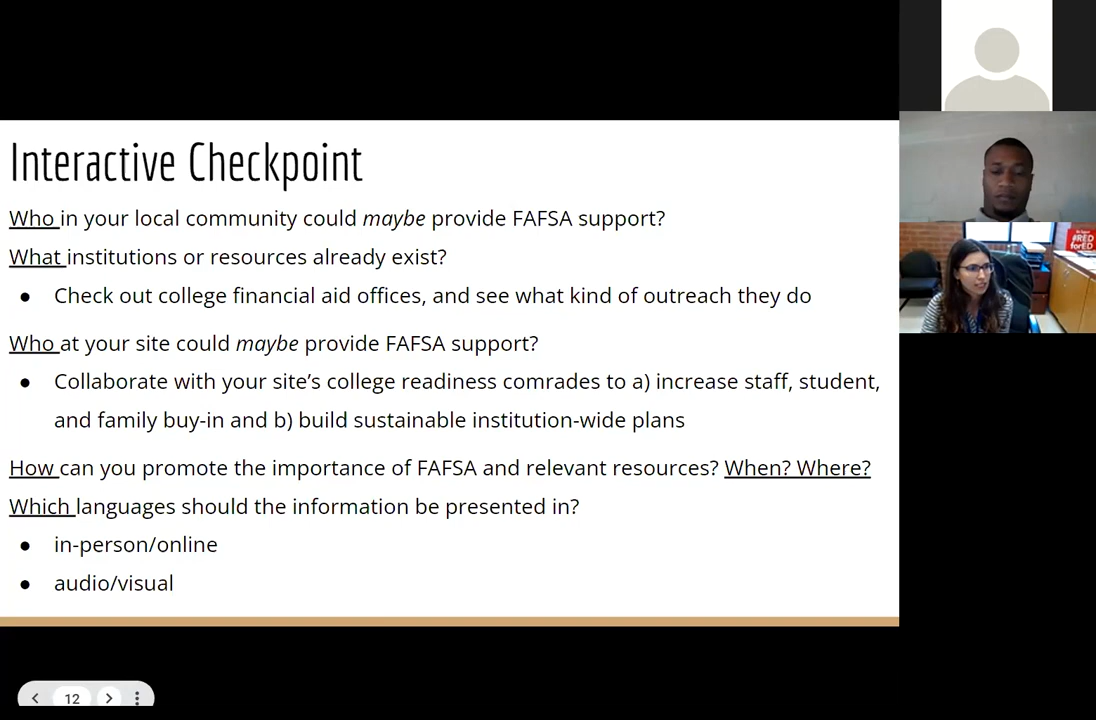 Interactive Checkpoint
Who in your local community could maybe provide FAFSA support?
What institutions or resources already exist?
● Check out college financial aid offices, and see what kind of outreach they do
Who at your site could maybe provide FAFSA support?
● Collaborate with your site's college readiness comrades to a) increase staff, student,
and family buy-in and b) build sustainable institution-wide plans
How can you promote the importance of FAFSA and relevant resources? When? Where?
Which languages should the information be presented in?
● in-person/online
● audio/visual
12
#RED
forED